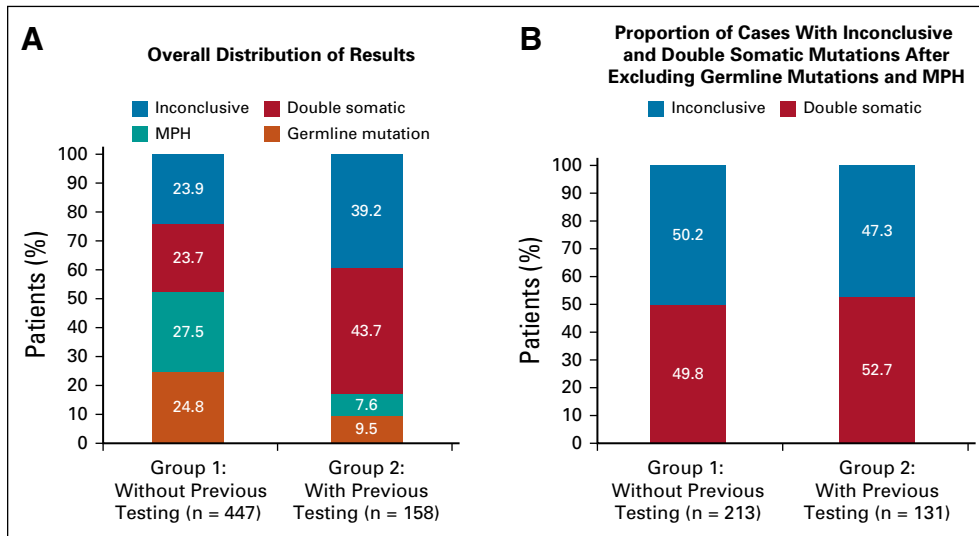 A
Overall Distribution of Results
Inconclusive
Double somatic
MPH
Germline mutation
Patients (%)
100
90
80
70
60
50
40
30
20
10
0
23.9
23.7
27.5
24.8
39.2
43.7
7.6
9.5
Group 1:
Without Previous
Testing (n = 447)
Group 2:
With Previous
Testing (n = 158)
B
Proportion of Cases With Inconclusive
and Double Somatic Mutations After
Excluding Germline Mutations and MPH
Inconclusive
Double somatic
Patients (%)
100
90
80
70
60
50
40
30
20
10
0
50.2
49.8
47.3
52.7
Group 1:
Without Previous
Testing (n = 213)
Group 2:
With Previous
Testing (n = 131)